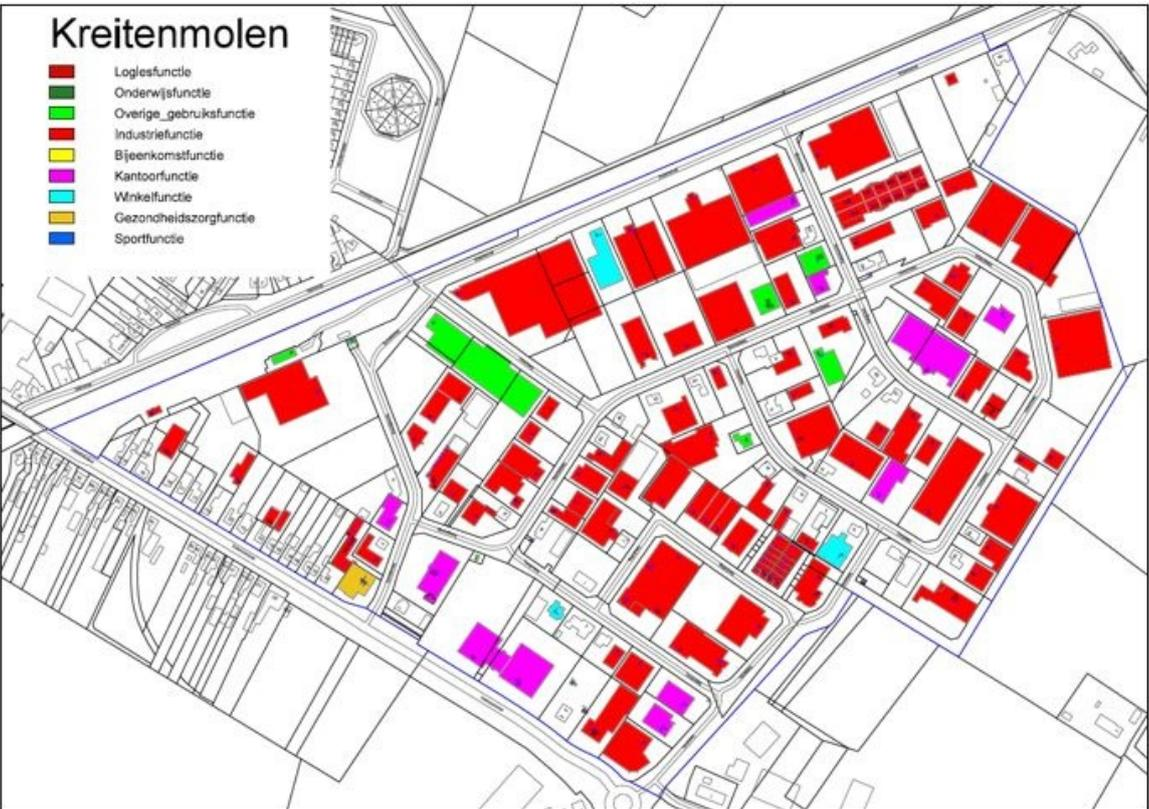 Kreitenmolen
Logiesfunctie
Onderwijsfunctie
Overige_gebruiksfunctie
Industriefunctie
Bijeenkomstfunctie
Kantoorfunctie
Winkelfunctie
Gezondheidszorgfunctie
Sportfunctie